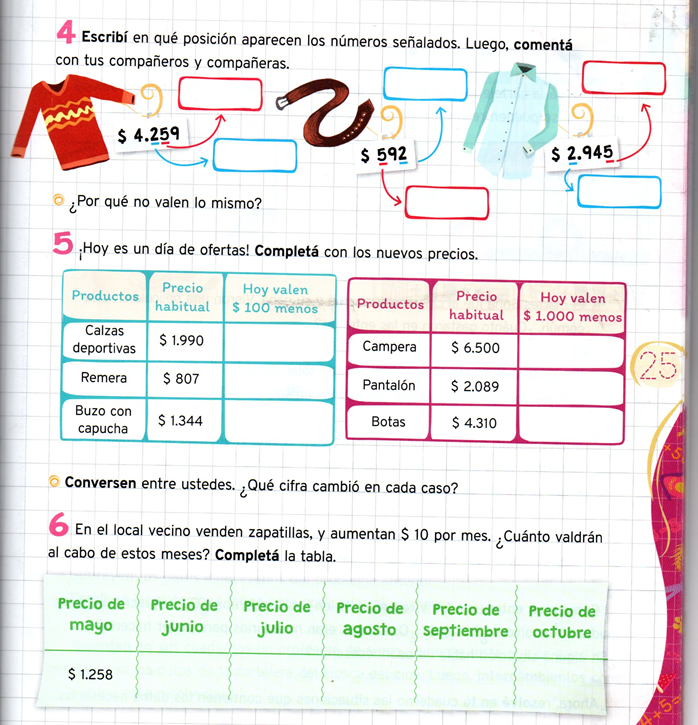 4 Escribí en qué posición aparecen los números señalados. Luego, comentá
con tus compañeros y compañeras.
$ 4.259
$ 592
$ 2.945
¿Por qué no valen lo mismo?
5 ¡Hoy es un día de ofertas! Completá con los nuevos precios.
Productos Precio habitual Hoy valen $ 100 menos
Calzas deportivas $ 1.990
Remera $ 807
Buzo con capucha $ 1.344
Productos Precio habitual Hoy valen $ 1.000 menos
Campera $ 6.500
Pantalón $ 2.089
Botas $ 4.310
25
Conversen entre ustedes. ¿Qué cifra cambió en cada caso?
6 En el local vecino venden zapatillas, y aumentan $ 10 por mes. ¿Cuánto valdrán
al cabo de estos meses? Completá la tabla.
Precio de mayo Precio de junio Precio de julio Precio de agosto Precio de septiembre Precio de octubre
$ 1.258